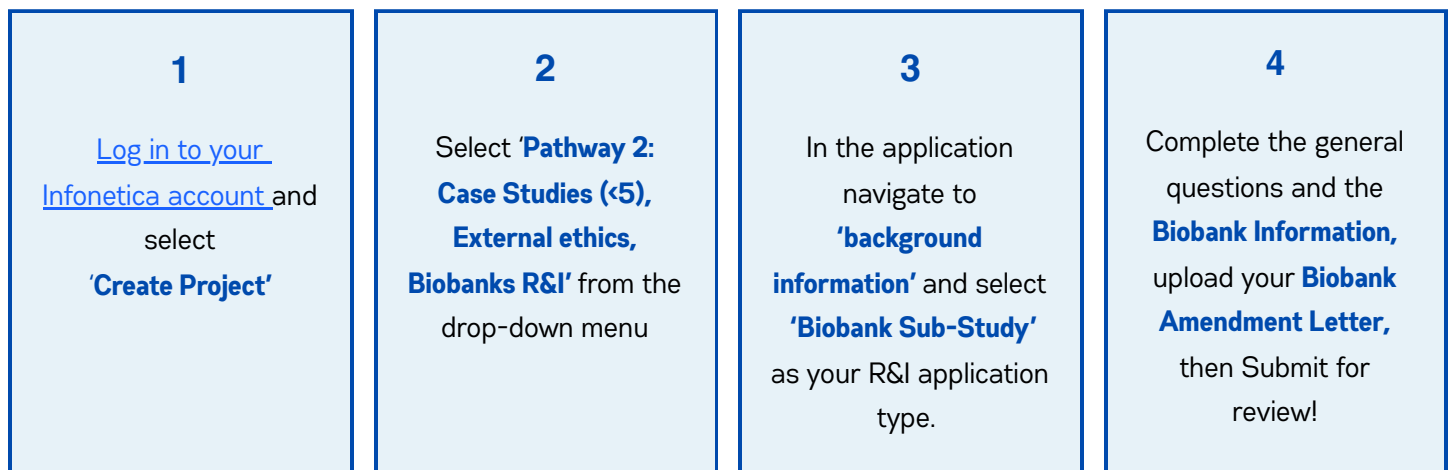 1
Log in to your
Infonetica account and
select
‘Create Project’
2
Select ‘Pathway 2:
Case Studies (<5),
External ethics,
Biobanks R&I’ from the
drop-down menu
3
In the application
navigate to
‘background
information’ and select
‘Biobank Sub-Study’
as your R&I application
type.
4
Complete the general
questions and the
Biobank Information,
upload your Biobank
Amendment Letter,
then Submit for
review!